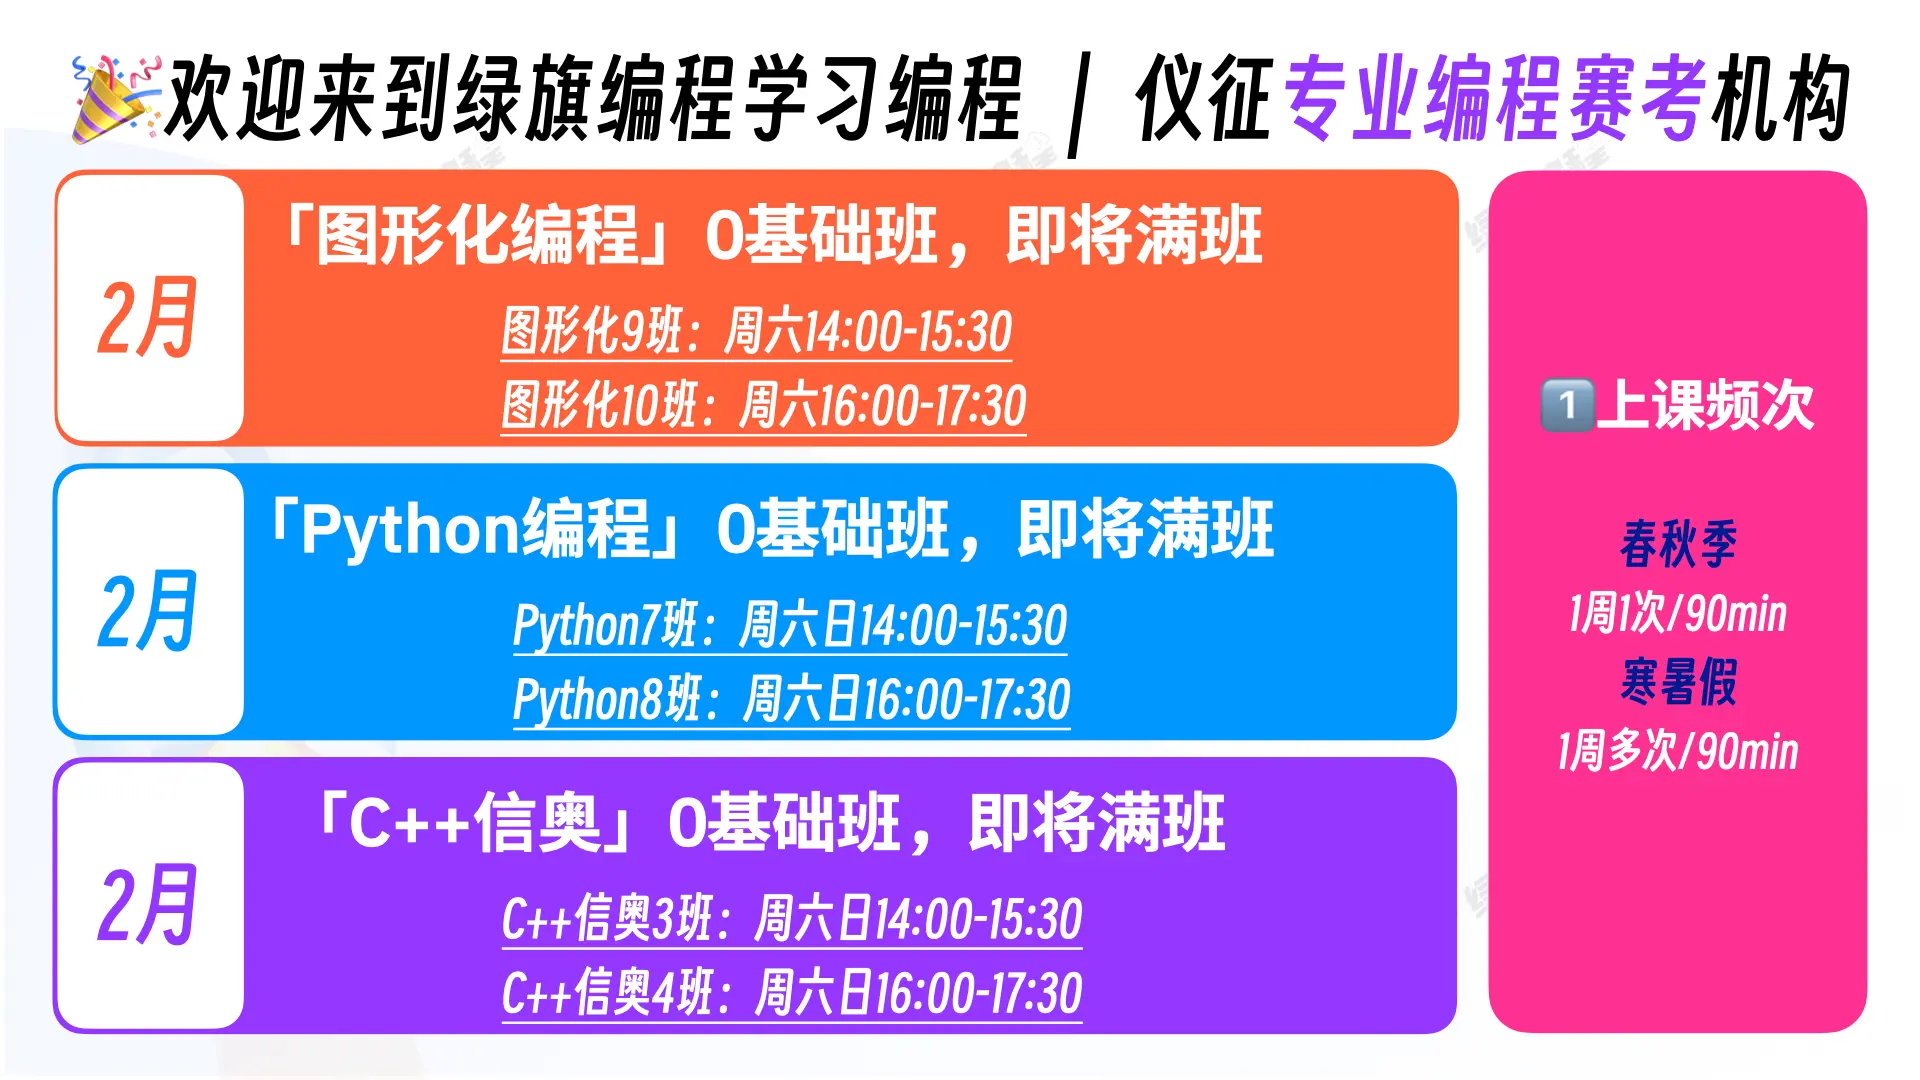 欢迎来到绿旗编程学习编程 | 仪征专业编程赛考机构
2月
「图形化编程」0基础班，即将满班
图形化9班：周六14:00-15:30
图形化10班：周六16:00-17:30
2月
「Python编程」0基础班，即将满班
Python7班：周六日14:00-15:30
Python8班：周六日16:00-17:30
2月
「C++信奥」0基础班，即将满班
C++信奥3班：周六日14:00-15:30
C++信奥4班：周六日16:00-17:30
1️⃣上课频次
春秋季
1周1次/90min
寒暑假
1周多次/90min